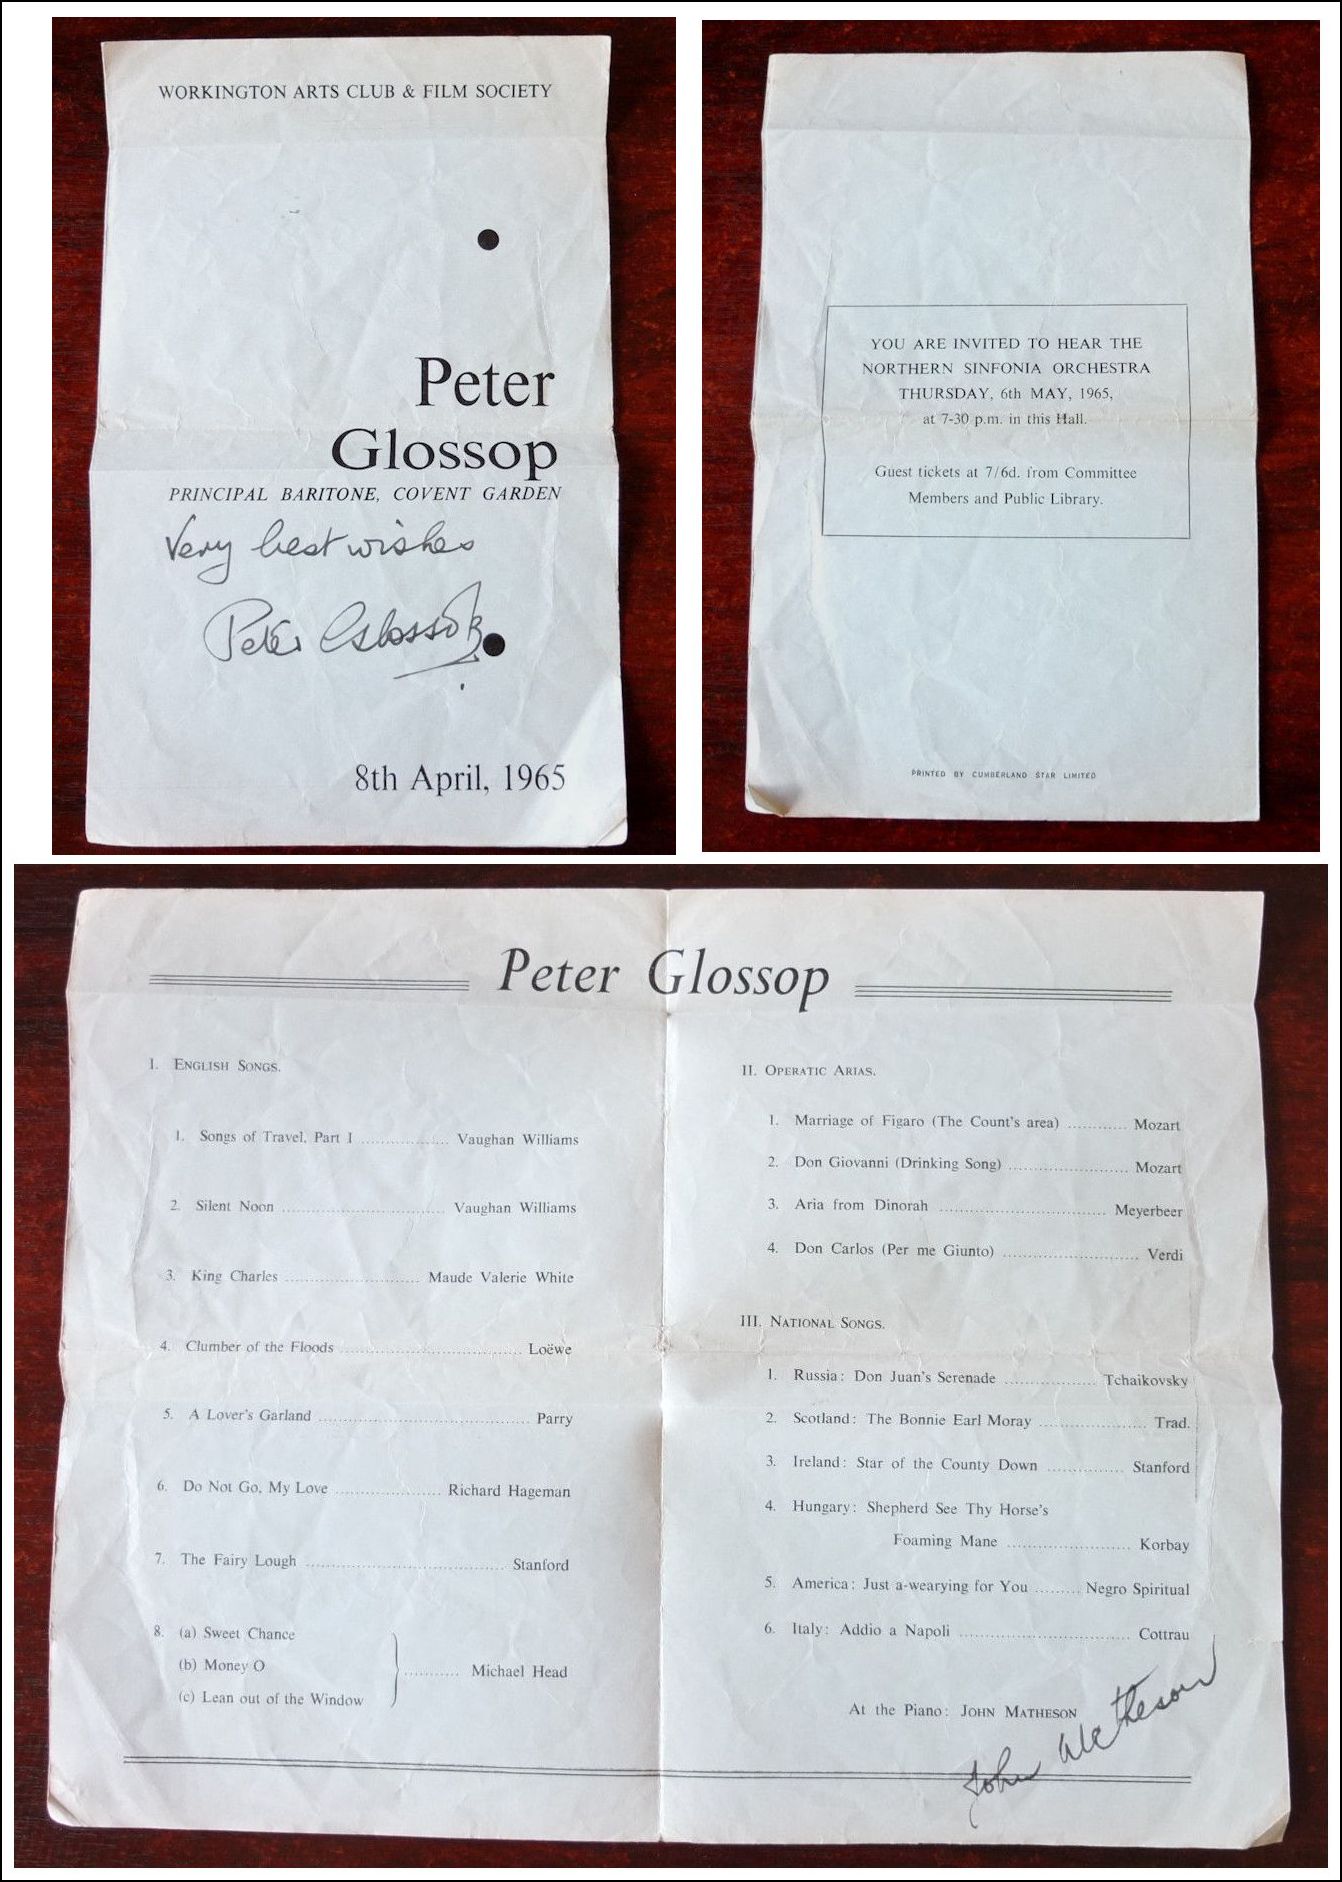 WORKINGTON ARTS CLUB & FILM SOCIETY
Peter
Glossop
PRINCIPAL BARITONE, COVENT GARDEN
Very best wishes
Peter Glossop
8th April, 1965
YOU ARE INVITED TO HEAR THE
NORTHERN SINFONIA ORCHESTRA
THURSDAY, 6th MAY, 1965,
at 7-30 p.m. in this Hall.
Guest tickets at 7/6d. from Committee
Members and Public Library.
PRINTED BY CUMBERLAND STAR LIMITED
Peter Glossop
I. ENGLISH SONGS.
1. Songs of Travel, Part I .................. Vaughan Williams
2. Silent Noon .................................. Vaughan Williams
3. King Charles ............................ Maude Valerie White
4. Clumber of the Floods ...................................... Loëwe
5. A Lover's Garland ............................................ Parry
6. Do Not Go, My Love ...................... Richard Hageman
7. The Fairy Lough .......................................... Stanford
8. (a) Sweet Chance
(b) Money O
........... Michael Head
(c) Lean out of the Window
II. OPERATIC ARIAS.
1. Marriage of Figaro (The Count's area) ............ Mozart
2. Don Giovanni (Drinking Song) ......................... Mozart
3. Aria from Dinorah ................................... Meyerbeer
4. Don Carlos (Per me Giunto) ............................ Verdi
III. NATIONAL SONGS.
1. Russia: Don Juan's Serenade ................... Tchaikovsky
2. Scotland: The Bonnie Earl Moray ...................... Trad.
3. Ireland: Star of the County Down ................ Stanford
4. Hungary: Shepherd See Thy Horse's
Foaming Mane .......................... Korbay
5. America: Just a-wearying for You ......... Negro Spiritual
6. Italy: Addio a Napoli ................................... Cottrau
At the Piano: JOHN MATHESON
John Matheson